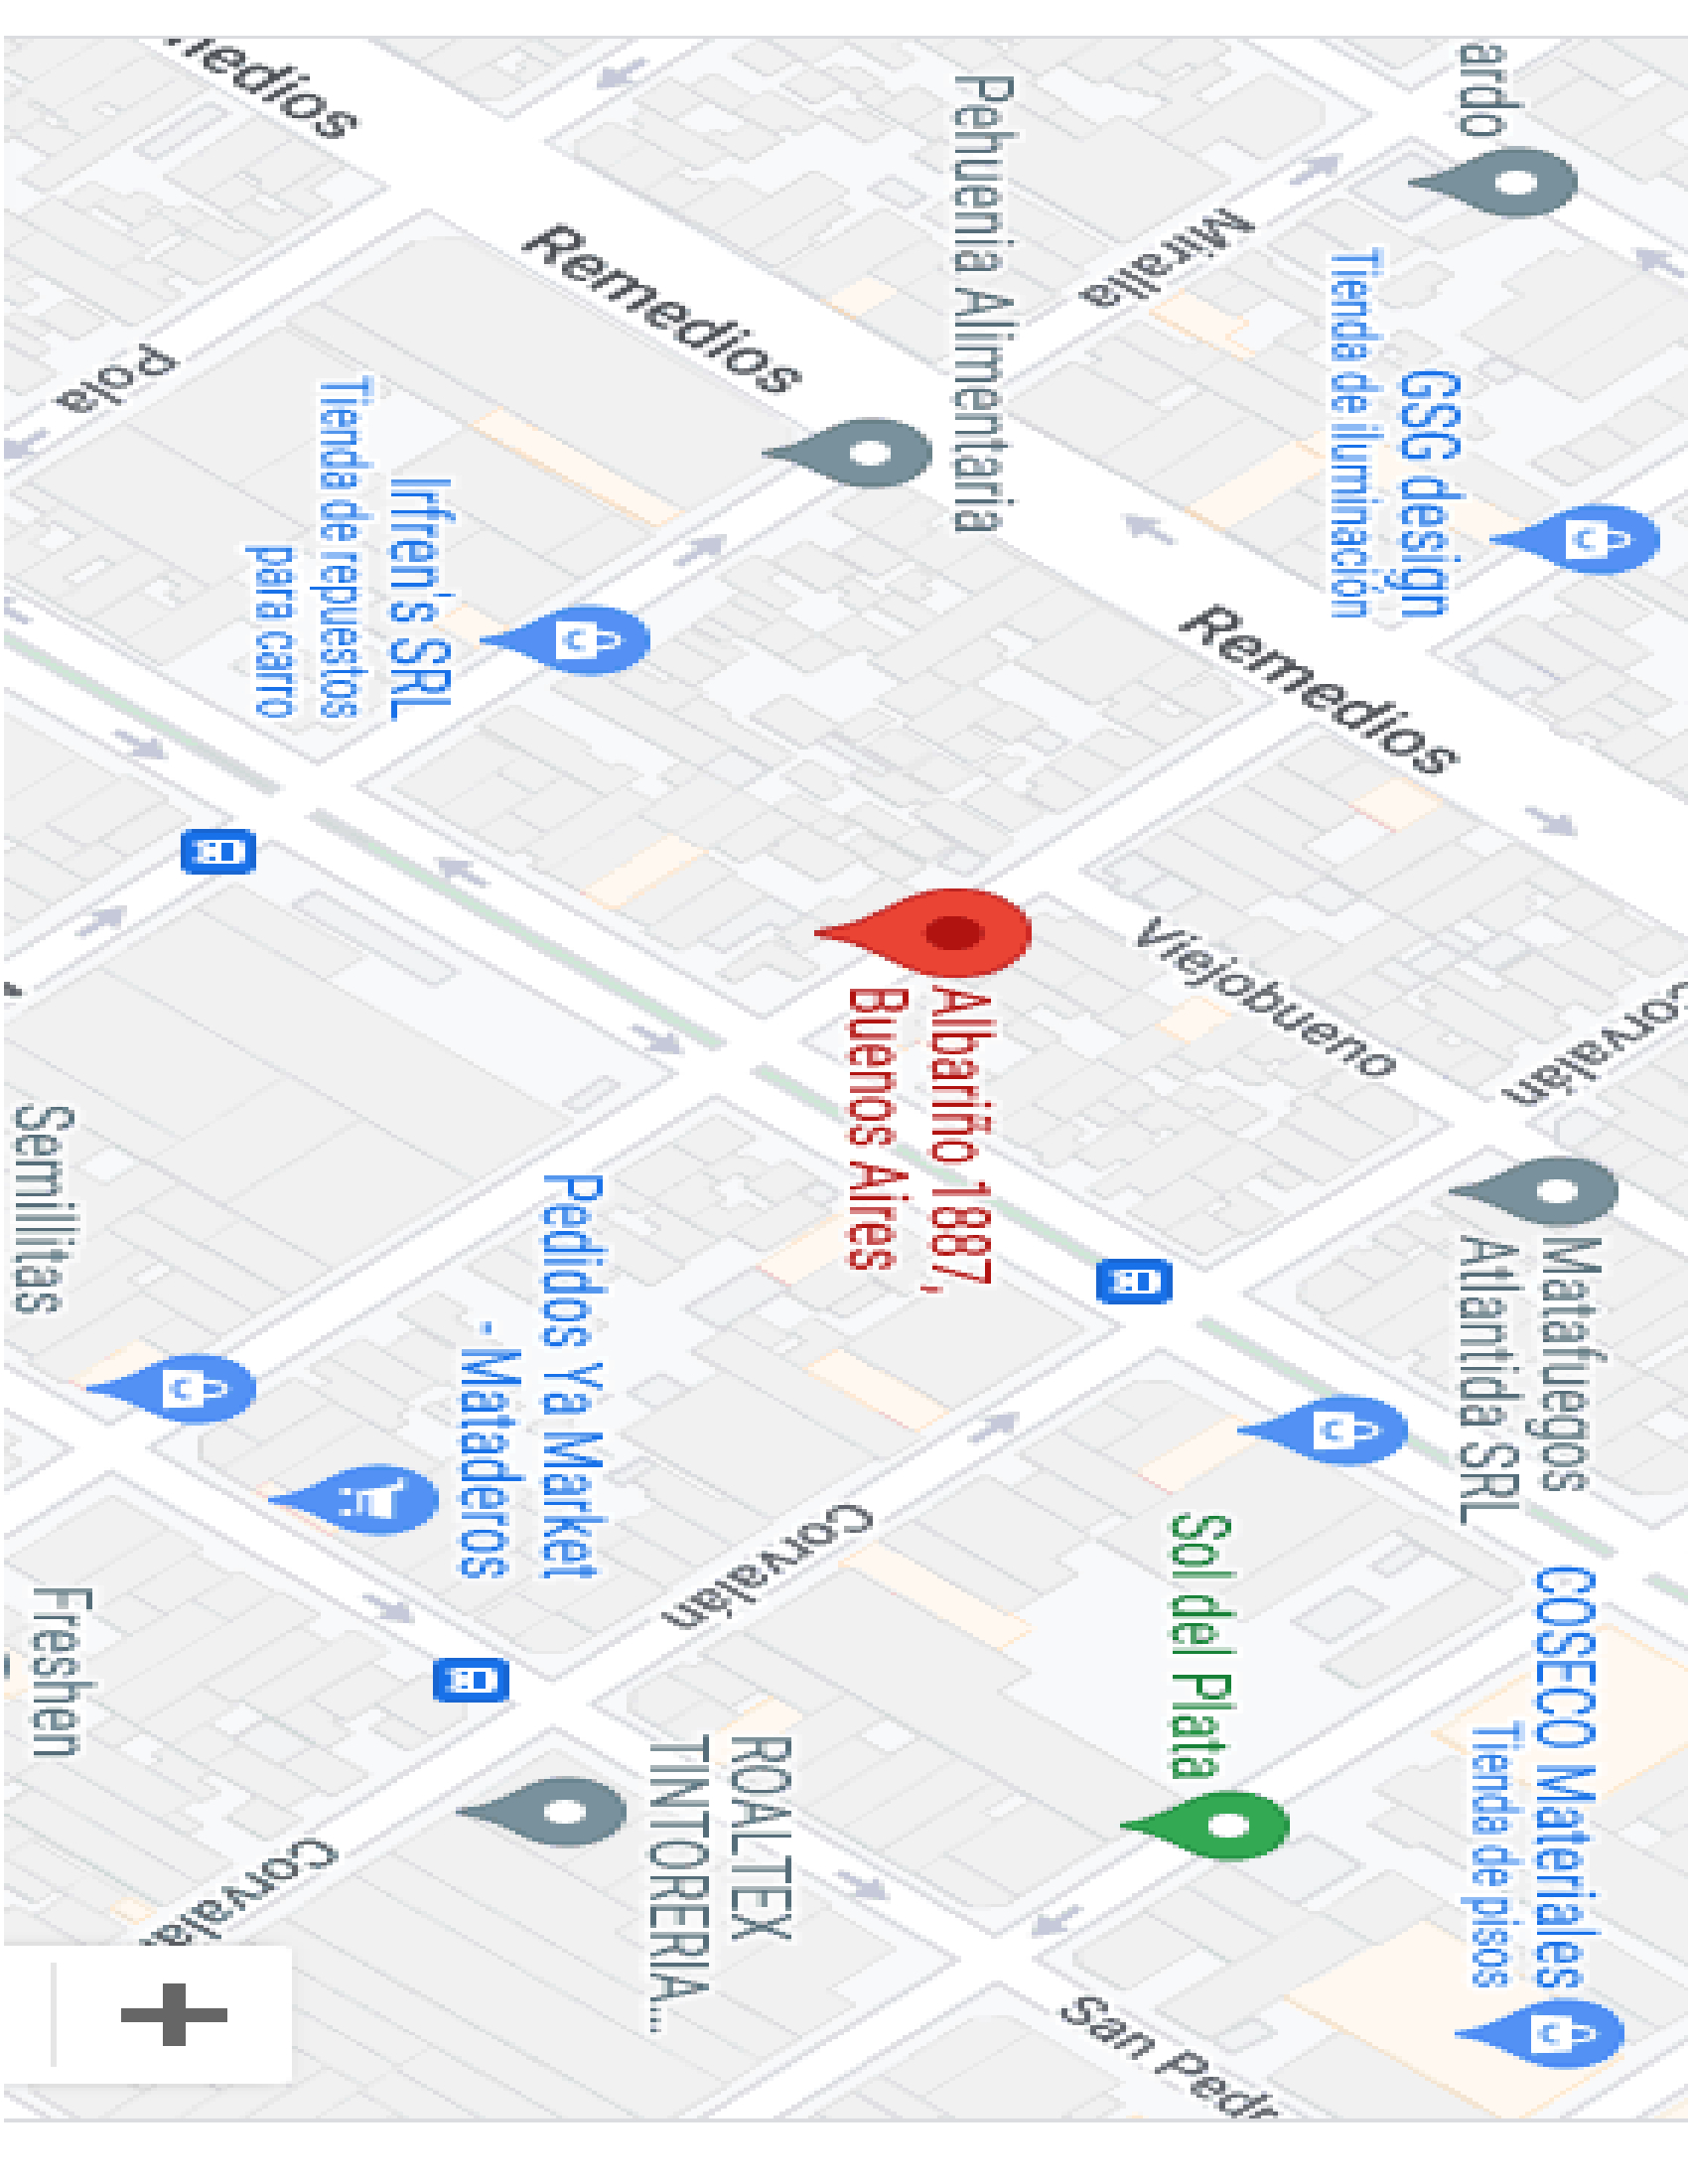 Corvalán
Matafuegos
Atlantida SRL
COSECO Materiales
Tienda de pisos
ardo
GSG design
Tienda de iluminación
Remedios
Viejobueno
Miralla
Sol del Plata
San Pedr
Pehuenia Alimentaria
Albariño 1887,
Buenos Aires
Corvalán
Remedios
ROALTEX
TINTORERIA...
Pedidos Ya Market
- Mataderos
Irfren's SRL
Tienda de repuestos
para carro
edios
Corvala
Pola
Semillitas
Freshen
+